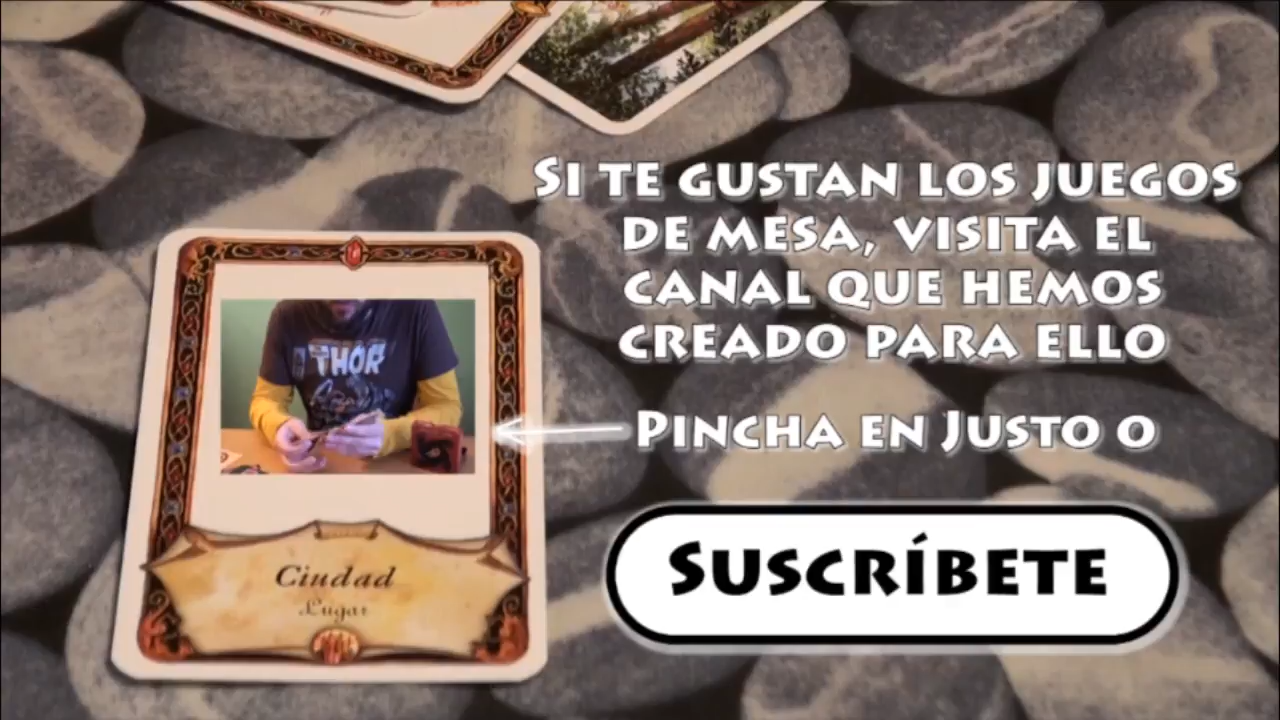 Si te gustan los juegos
de mesa, visita el
canal que hemos
creado para ello
Pincha en Justo o
Suscríbete
THOR
Ciudad
Lugar